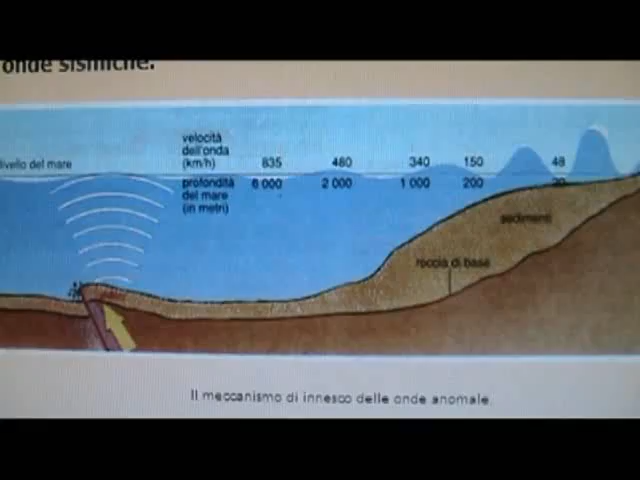 onde sismiche.
livello del mare
velocità
dell'onda
(km/h) 835 480 340 150 48
profondità
del mare
(in metri) 6 000 2 000 1 000 200 20
sedimenti
roccia di base
Il meccanismo di innesco delle onde anomale.